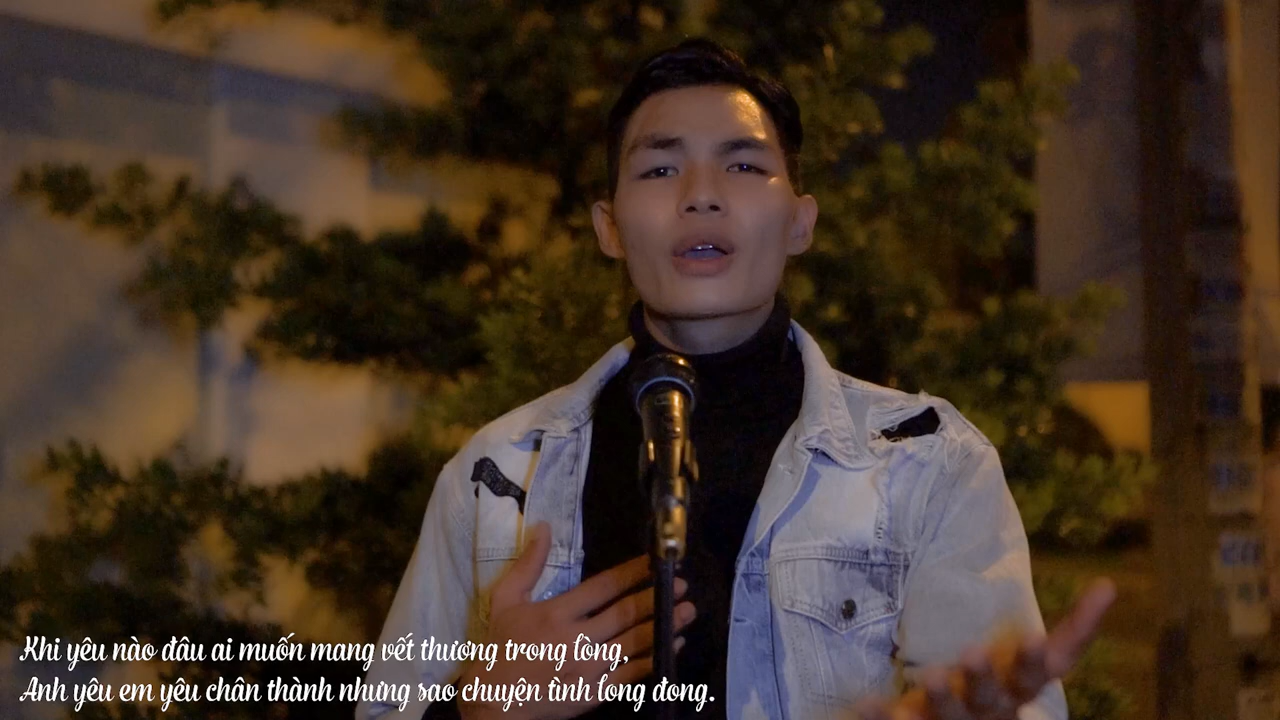 Khi yêu nào đâu ai muốn mang vết thương trong lòng,
Anh yêu em yêu chân thành nhưng sao chuyện tình long đong.